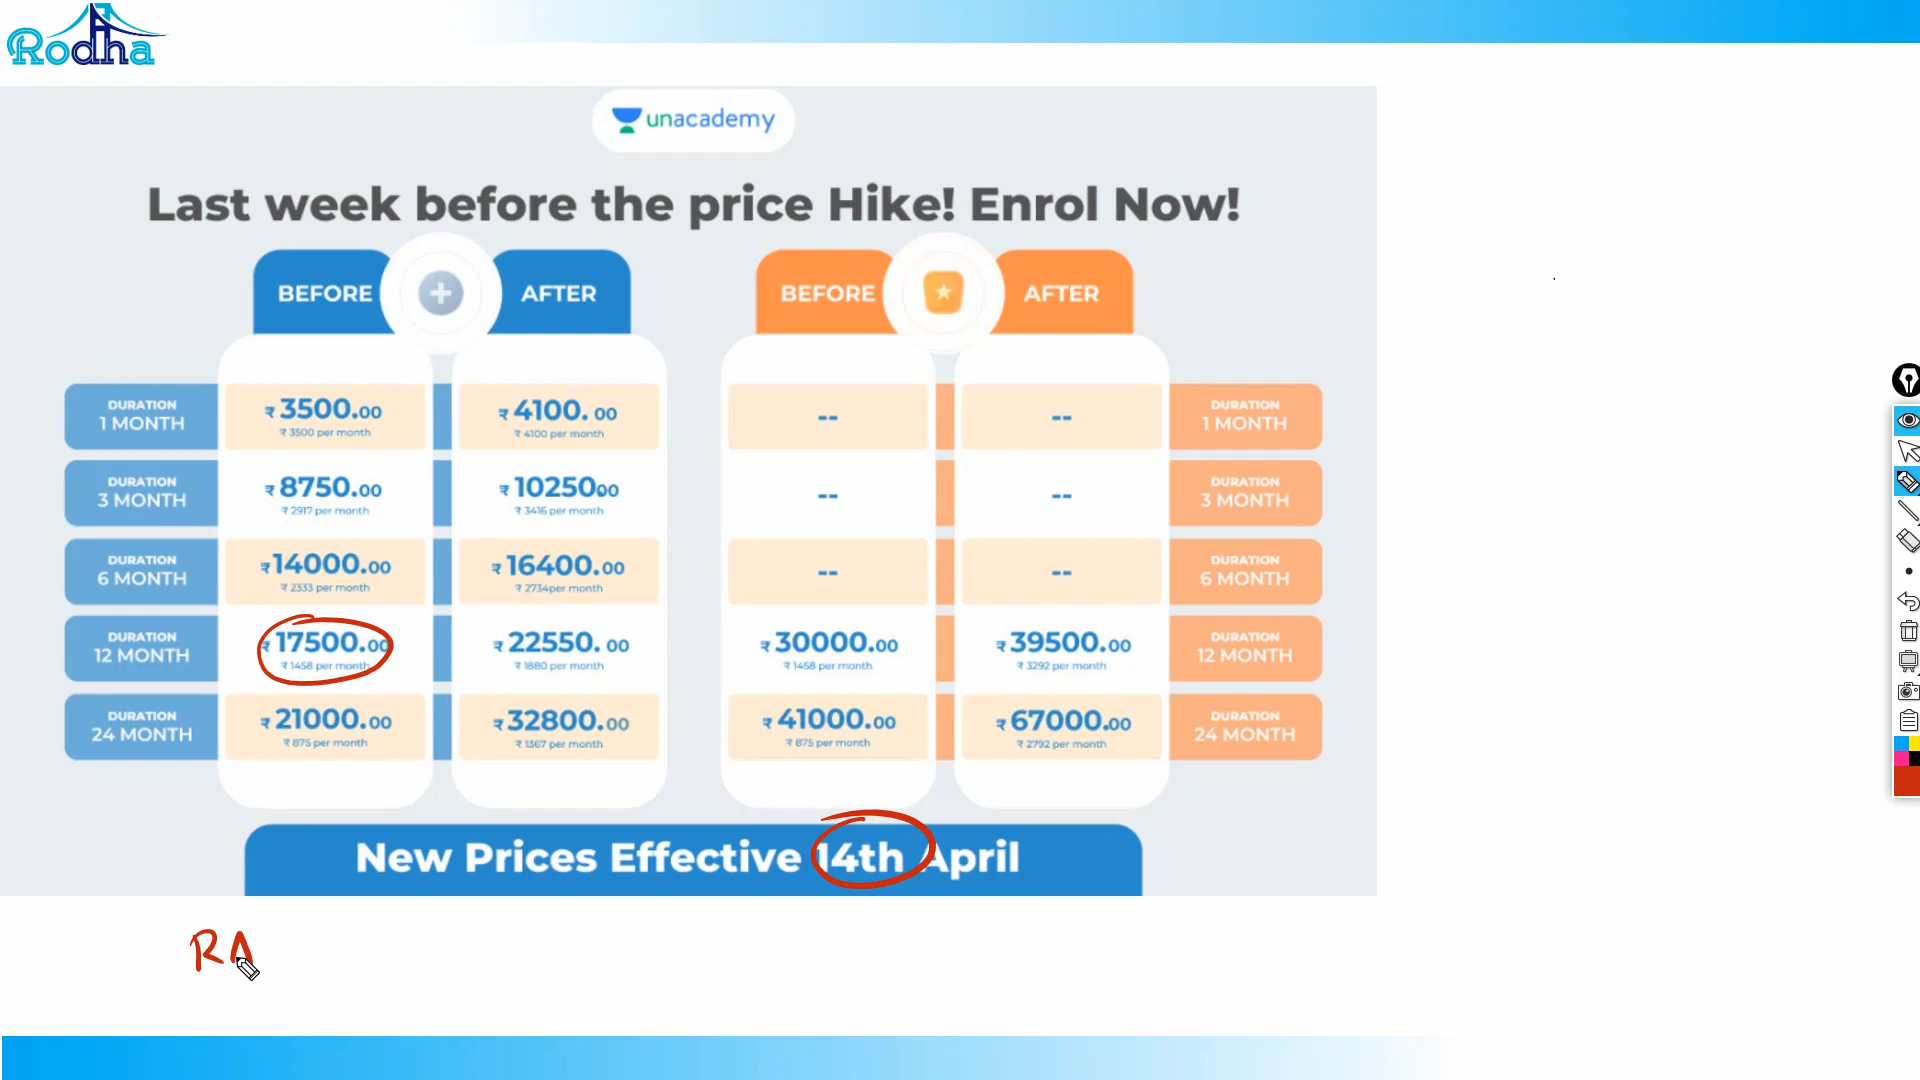 Rodha
unacademy
Last week before the price Hike! Enrol Now!
BEFORE AFTER BEFORE AFTER
DURATION
1 MONTH
₹ 3500.00
₹ 3500 per month
₹ 4100. 00
₹ 4100 per month
--
--
DURATION
1 MONTH
DURATION
3 MONTH
₹ 8750.00
₹ 2917 per month
₹ 1025000
₹ 3416 per month
--
--
DURATION
3 MONTH
DURATION
6 MONTH
₹14000.00
₹ 2333 per month
₹ 16400.00
₹ 2734per month
--
--
DURATION
6 MONTH
DURATION
12 MONTH
₹ 17500.00
₹ 1458 per month
₹ 22550. 00
₹ 1880 per month
₹ 30000.00
₹ 1458 per month
₹ 39500.00
₹ 3292 per month
DURATION
12 MONTH
DURATION
24 MONTH
₹ 21000.00
₹ 875 per month
₹ 32800.00
₹ 1367 per month
₹ 41000.00
₹ 875 per month
₹ 67000.00
₹ 2792 per month
DURATION
24 MONTH
New Prices Effective 14th April
RA